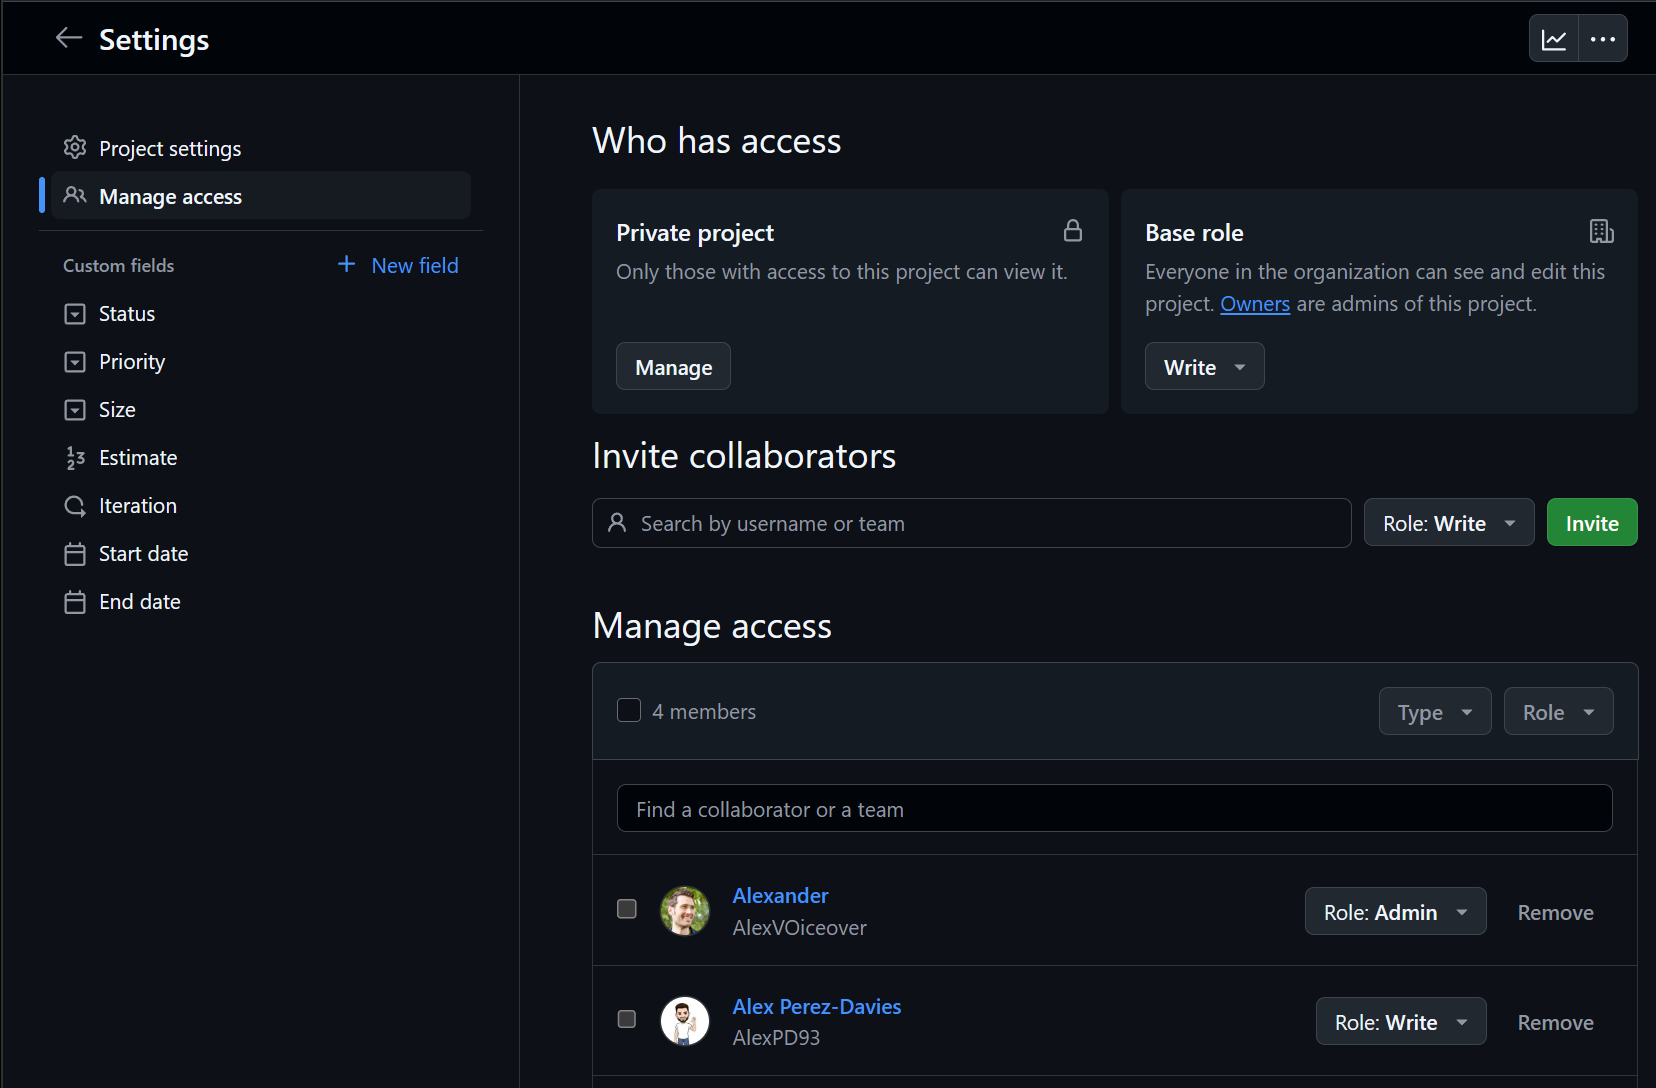 Settings
Project settings
Manage access
Custom fields
New field
Status
Priority
Size
Estimate
Iteration
Start date
End date
Who has access
Private project
Only those with access to this project can view it.
Manage
Base role
Everyone in the organization can see and edit this
project. Owners are admins of this project.
Write
Invite collaborators
Search by username or team
Role: Write
Invite
Manage access
4 members
Type
Role
Find a collaborator or a team
Alexander
AlexVOiceover
Role: Admin
Remove
Alex Perez-Davies
AlexPD93
Role: Write
Remove